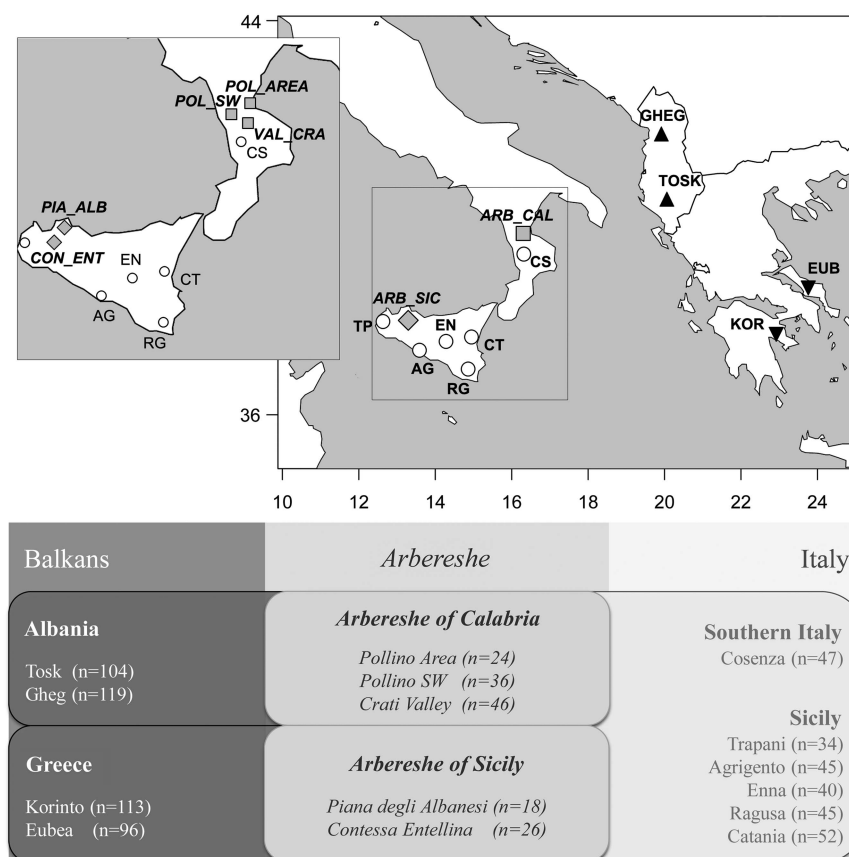 44
POL_AREA
POL_SW
VAL_CRA
CS
PIA_ALB
CON_ENT
EN
CT
AG
RG
GHEG
TOSK
ARB_CAL
CS
EUB
ARB_SIC
KOR
TP
EN
CT
AG
RG
36
10 12 14 16 18 20 22 24
Balkans Arbereshe Italy
Albania
Tosk (n=104)
Gheg (n=119)
Arbereshe of Calabria
Pollino Area (n=24)
Pollino SW (n=36)
Crati Valley (n=46)
Southern Italy
Cosenza (n=47)
Greece
Korinto (n=113)
Eubea (n=96)
Arbereshe of Sicily
Piana degli Albanesi (n=18)
Contessa Entellina (n=26)
Sicily
Trapani (n=34)
Agrigento (n=45)
Enna (n=40)
Ragusa (n=45)
Catania (n=52)